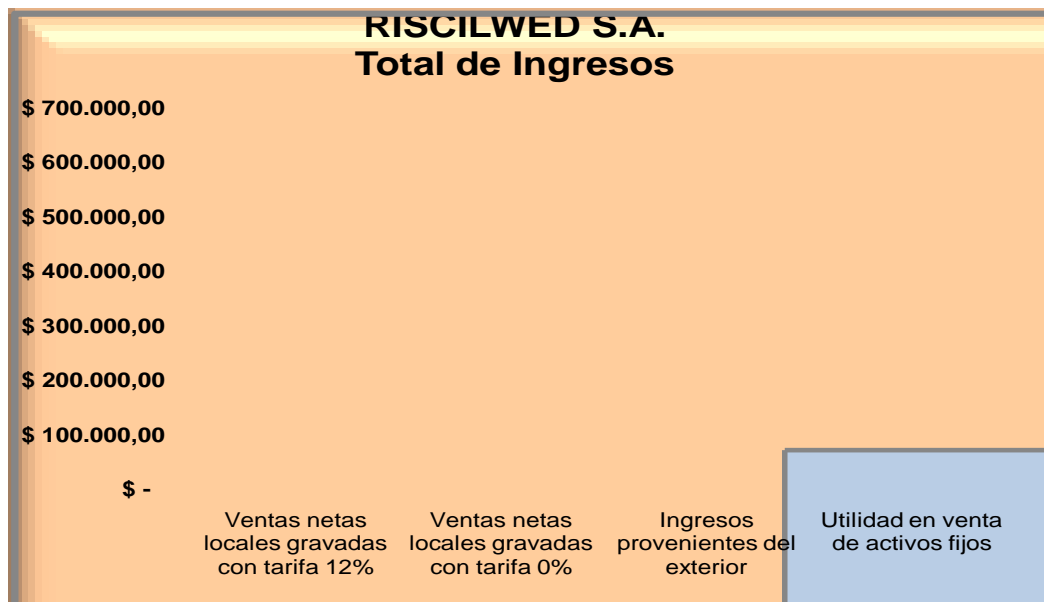 RISCILWED S.A.
Total de Ingresos
$ 700.000,00
$ 600.000,00
$ 500.000,00
$ 400.000,00
$ 300.000,00
$ 200.000,00
$ 100.000,00
$ -
Ventas netas
locales gravadas
con tarifa 12%
Ventas netas
locales gravadas
con tarifa 0%
Ingresos
provenientes del
exterior
Utilidad en venta
de activos fijos